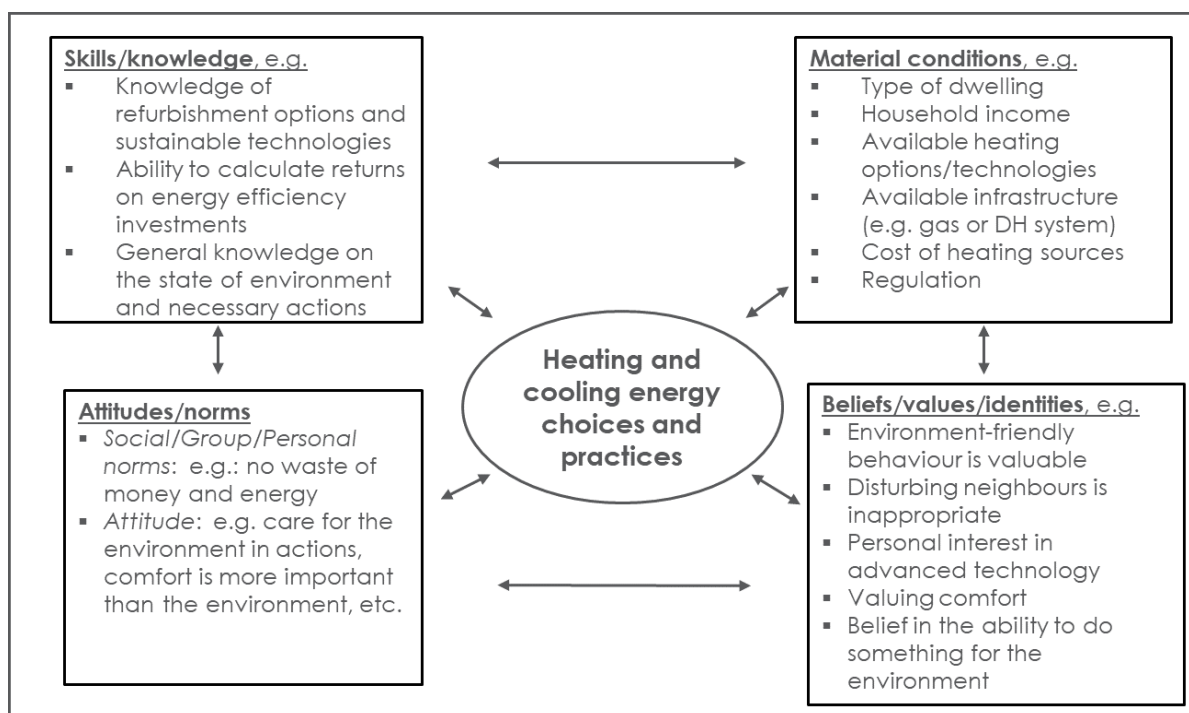 Skills/knowledge, e.g.
▪ Knowledge of
refurbishment options and
sustainable technologies
▪ Ability to calculate returns
on energy efficiency
investments
▪ General knowledge on
the state of environment
and necessary actions
Material conditions, e.g.
▪ Type of dwelling
▪ Household income
▪ Available heating
options/technologies
▪ Available infrastructure
(e.g. gas or DH system)
▪ Cost of heating sources
▪ Regulation
Heating and
cooling energy
choices and
practices
Attitudes/norms
▪ Social/Group/Personal
norms: e.g.: no waste of
money and energy
▪ Attitude: e.g. care for the
environment in actions,
comfort is more important
than the environment, etc.
Beliefs/values/identities, e.g.
▪ Environment-friendly
behaviour is valuable
▪ Disturbing neighbours is
inappropriate
▪ Personal interest in
advanced technology
▪ Valuing comfort
▪ Belief in the ability to do
something for the
environment